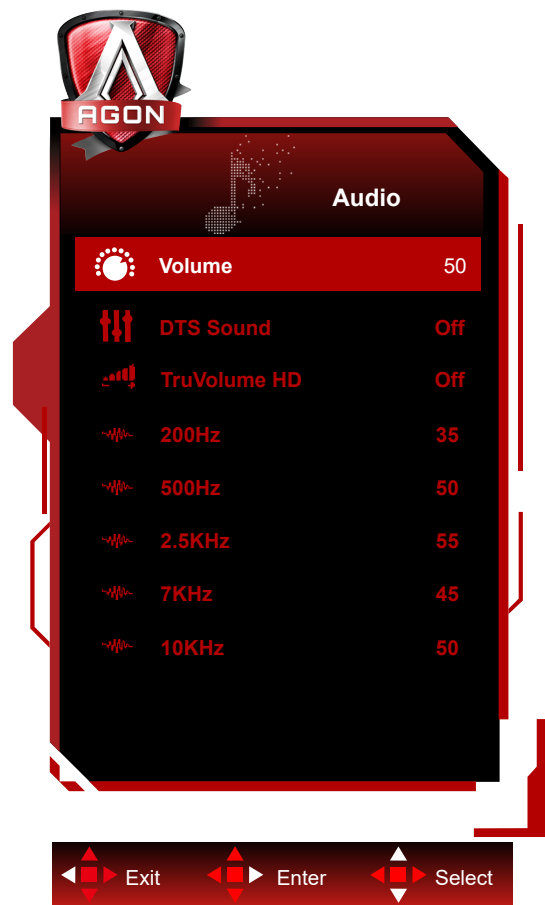 AGON
Audio
Volume 50
DTS Sound Off
TruVolume HD Off
200Hz 35
500Hz 50
2.5KHz 55
7KHz 45
10KHz 50
Exit Enter Select